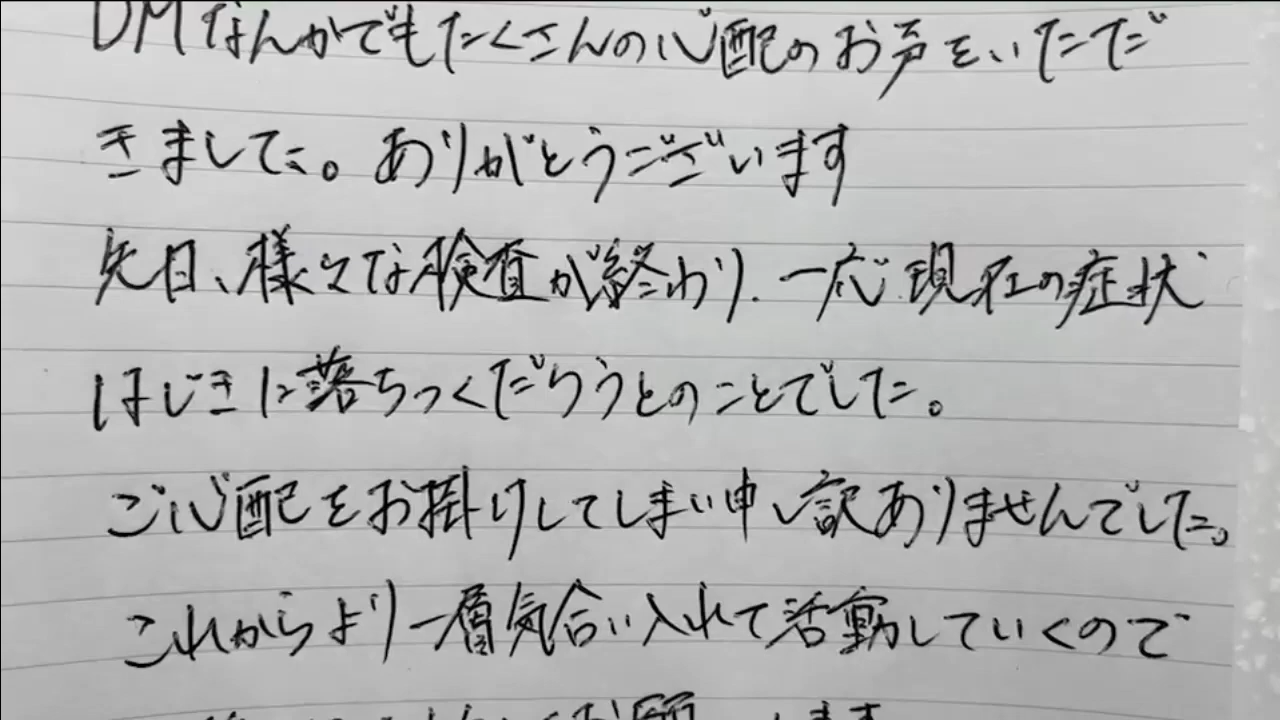 DMなんかでもたくさんの心配のお声をいただ
きました。ありがとうございます
先日、様々な検査が終わり、一応現在の症状
はじきに落ちつくだろうとのことでした。
ご心配をお掛けしてしまい申し訳ありませんでした。
これからより一層気合い入れて活動していくので
お願いします